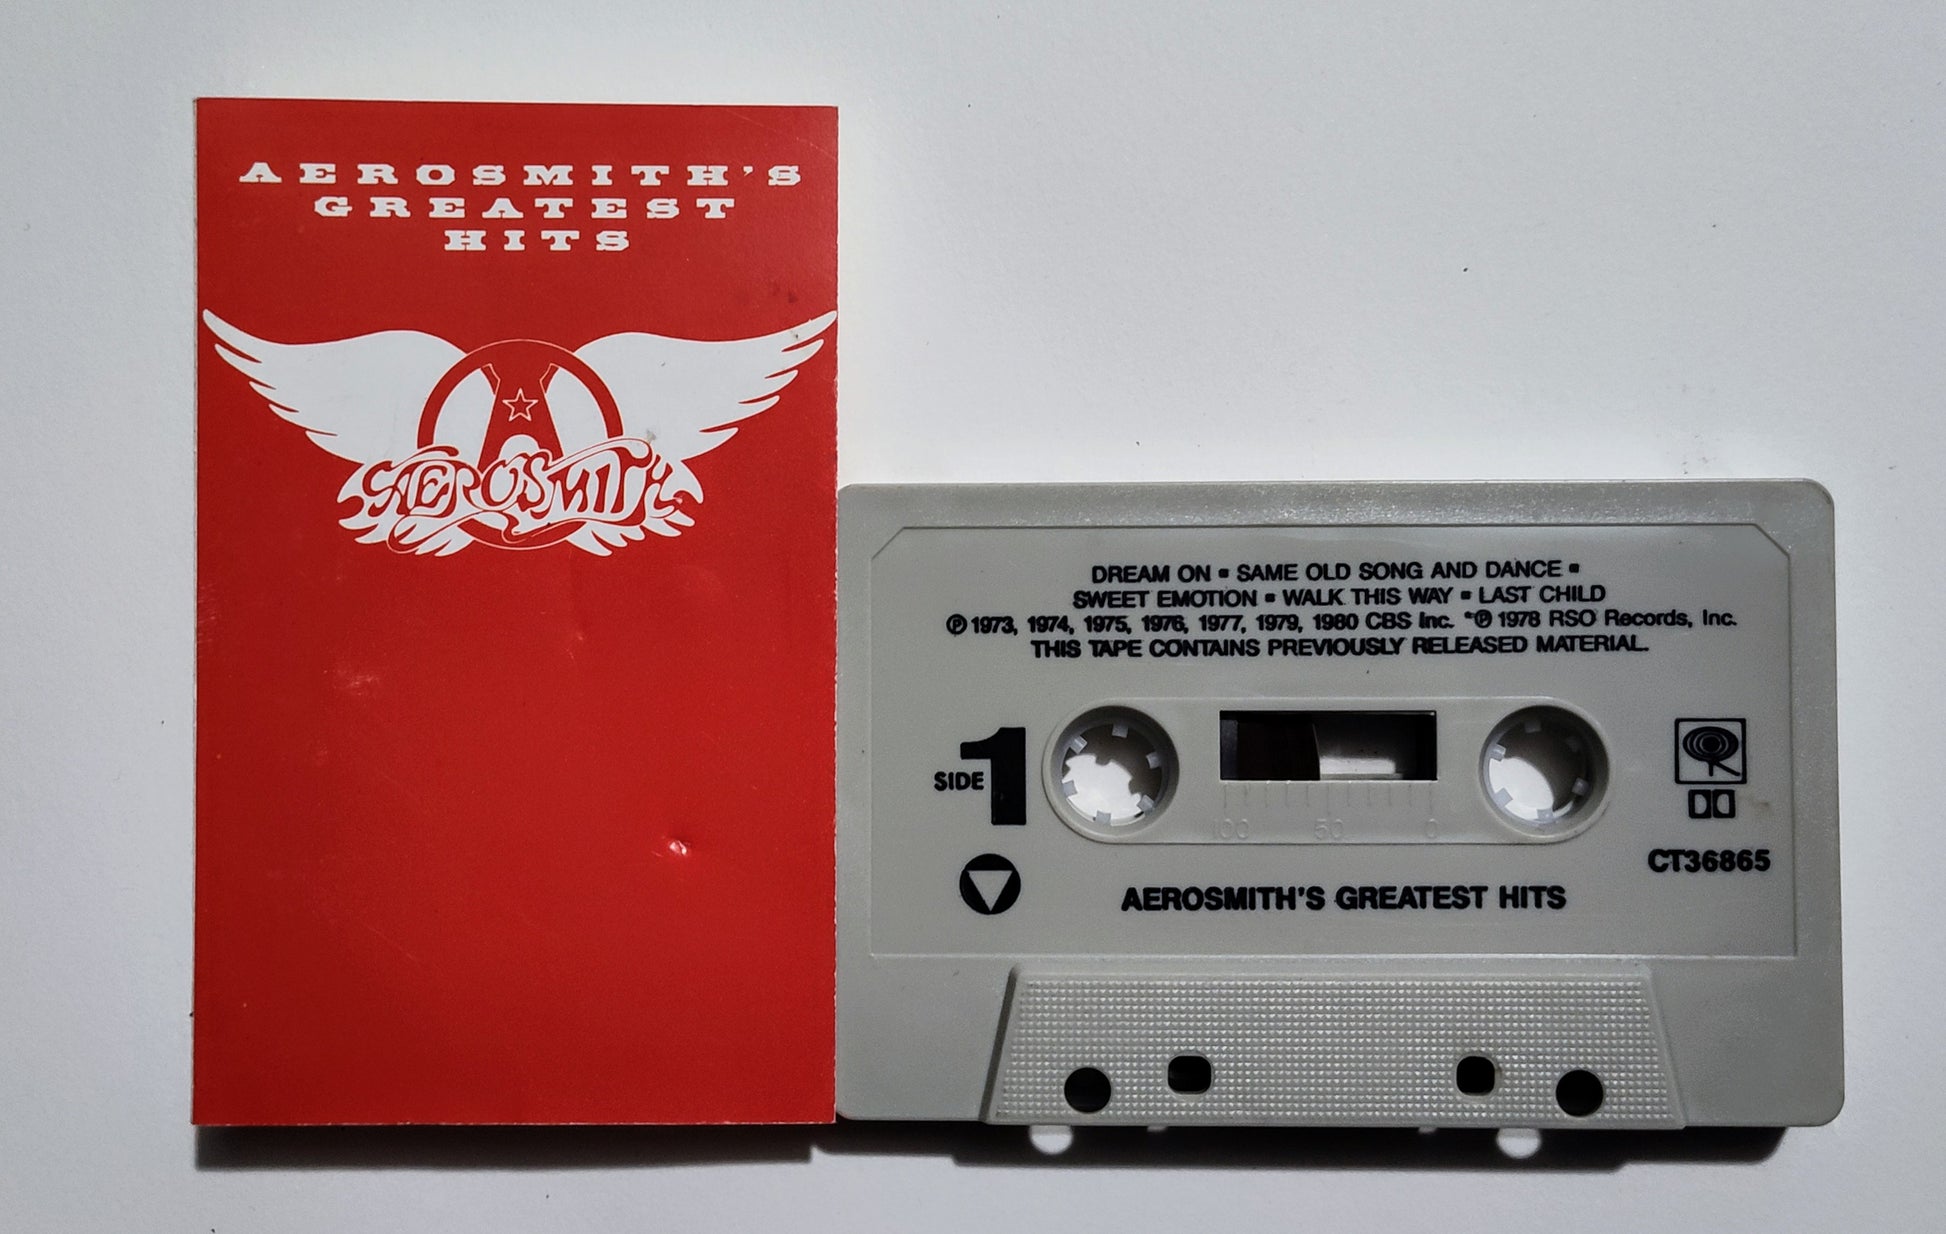 AEROSMITH'S
GREATEST
HITS
AEROSMITH
DREAM ON ▪ SAME OLD SONG AND DANCE ▪
SWEET EMOTION ▪ WALK THIS WAY ▪ LAST CHILD
℗ 1973, 1974, 1975, 1976, 1977, 1979, 1980 CBS Inc. *℗ 1978 RSO Records, Inc.
THIS TAPE CONTAINS PREVIOUSLY RELEASED MATERIAL.
SIDE 1
100 50 0
CT36865
AEROSMITH'S GREATEST HITS